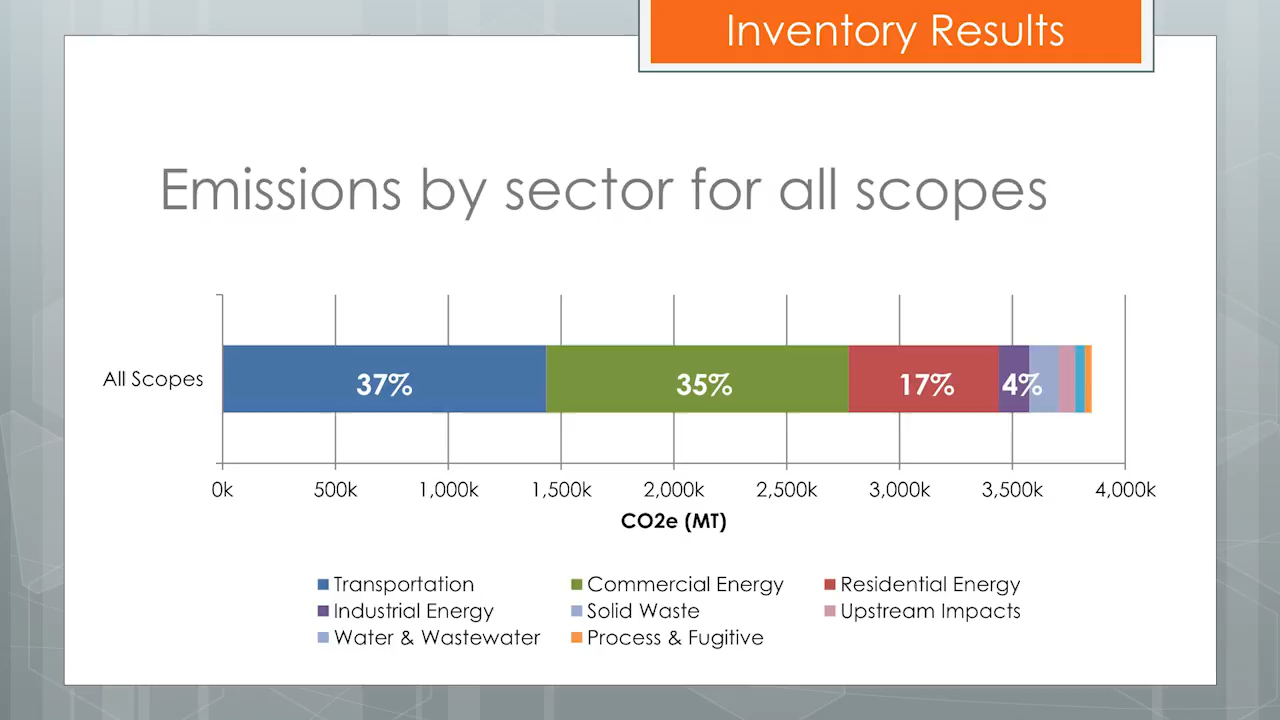 Inventory Results
Emissions by sector for all scopes
All Scopes
37% 35% 17% 4%
0k 500k 1,000k 1,500k 2,000k 2,500k 3,000k 3,500k 4,000k
CO2e (MT)
Transportation Commercial Energy Residential Energy
Industrial Energy Solid Waste Upstream Impacts
Water & Wastewater Process & Fugitive